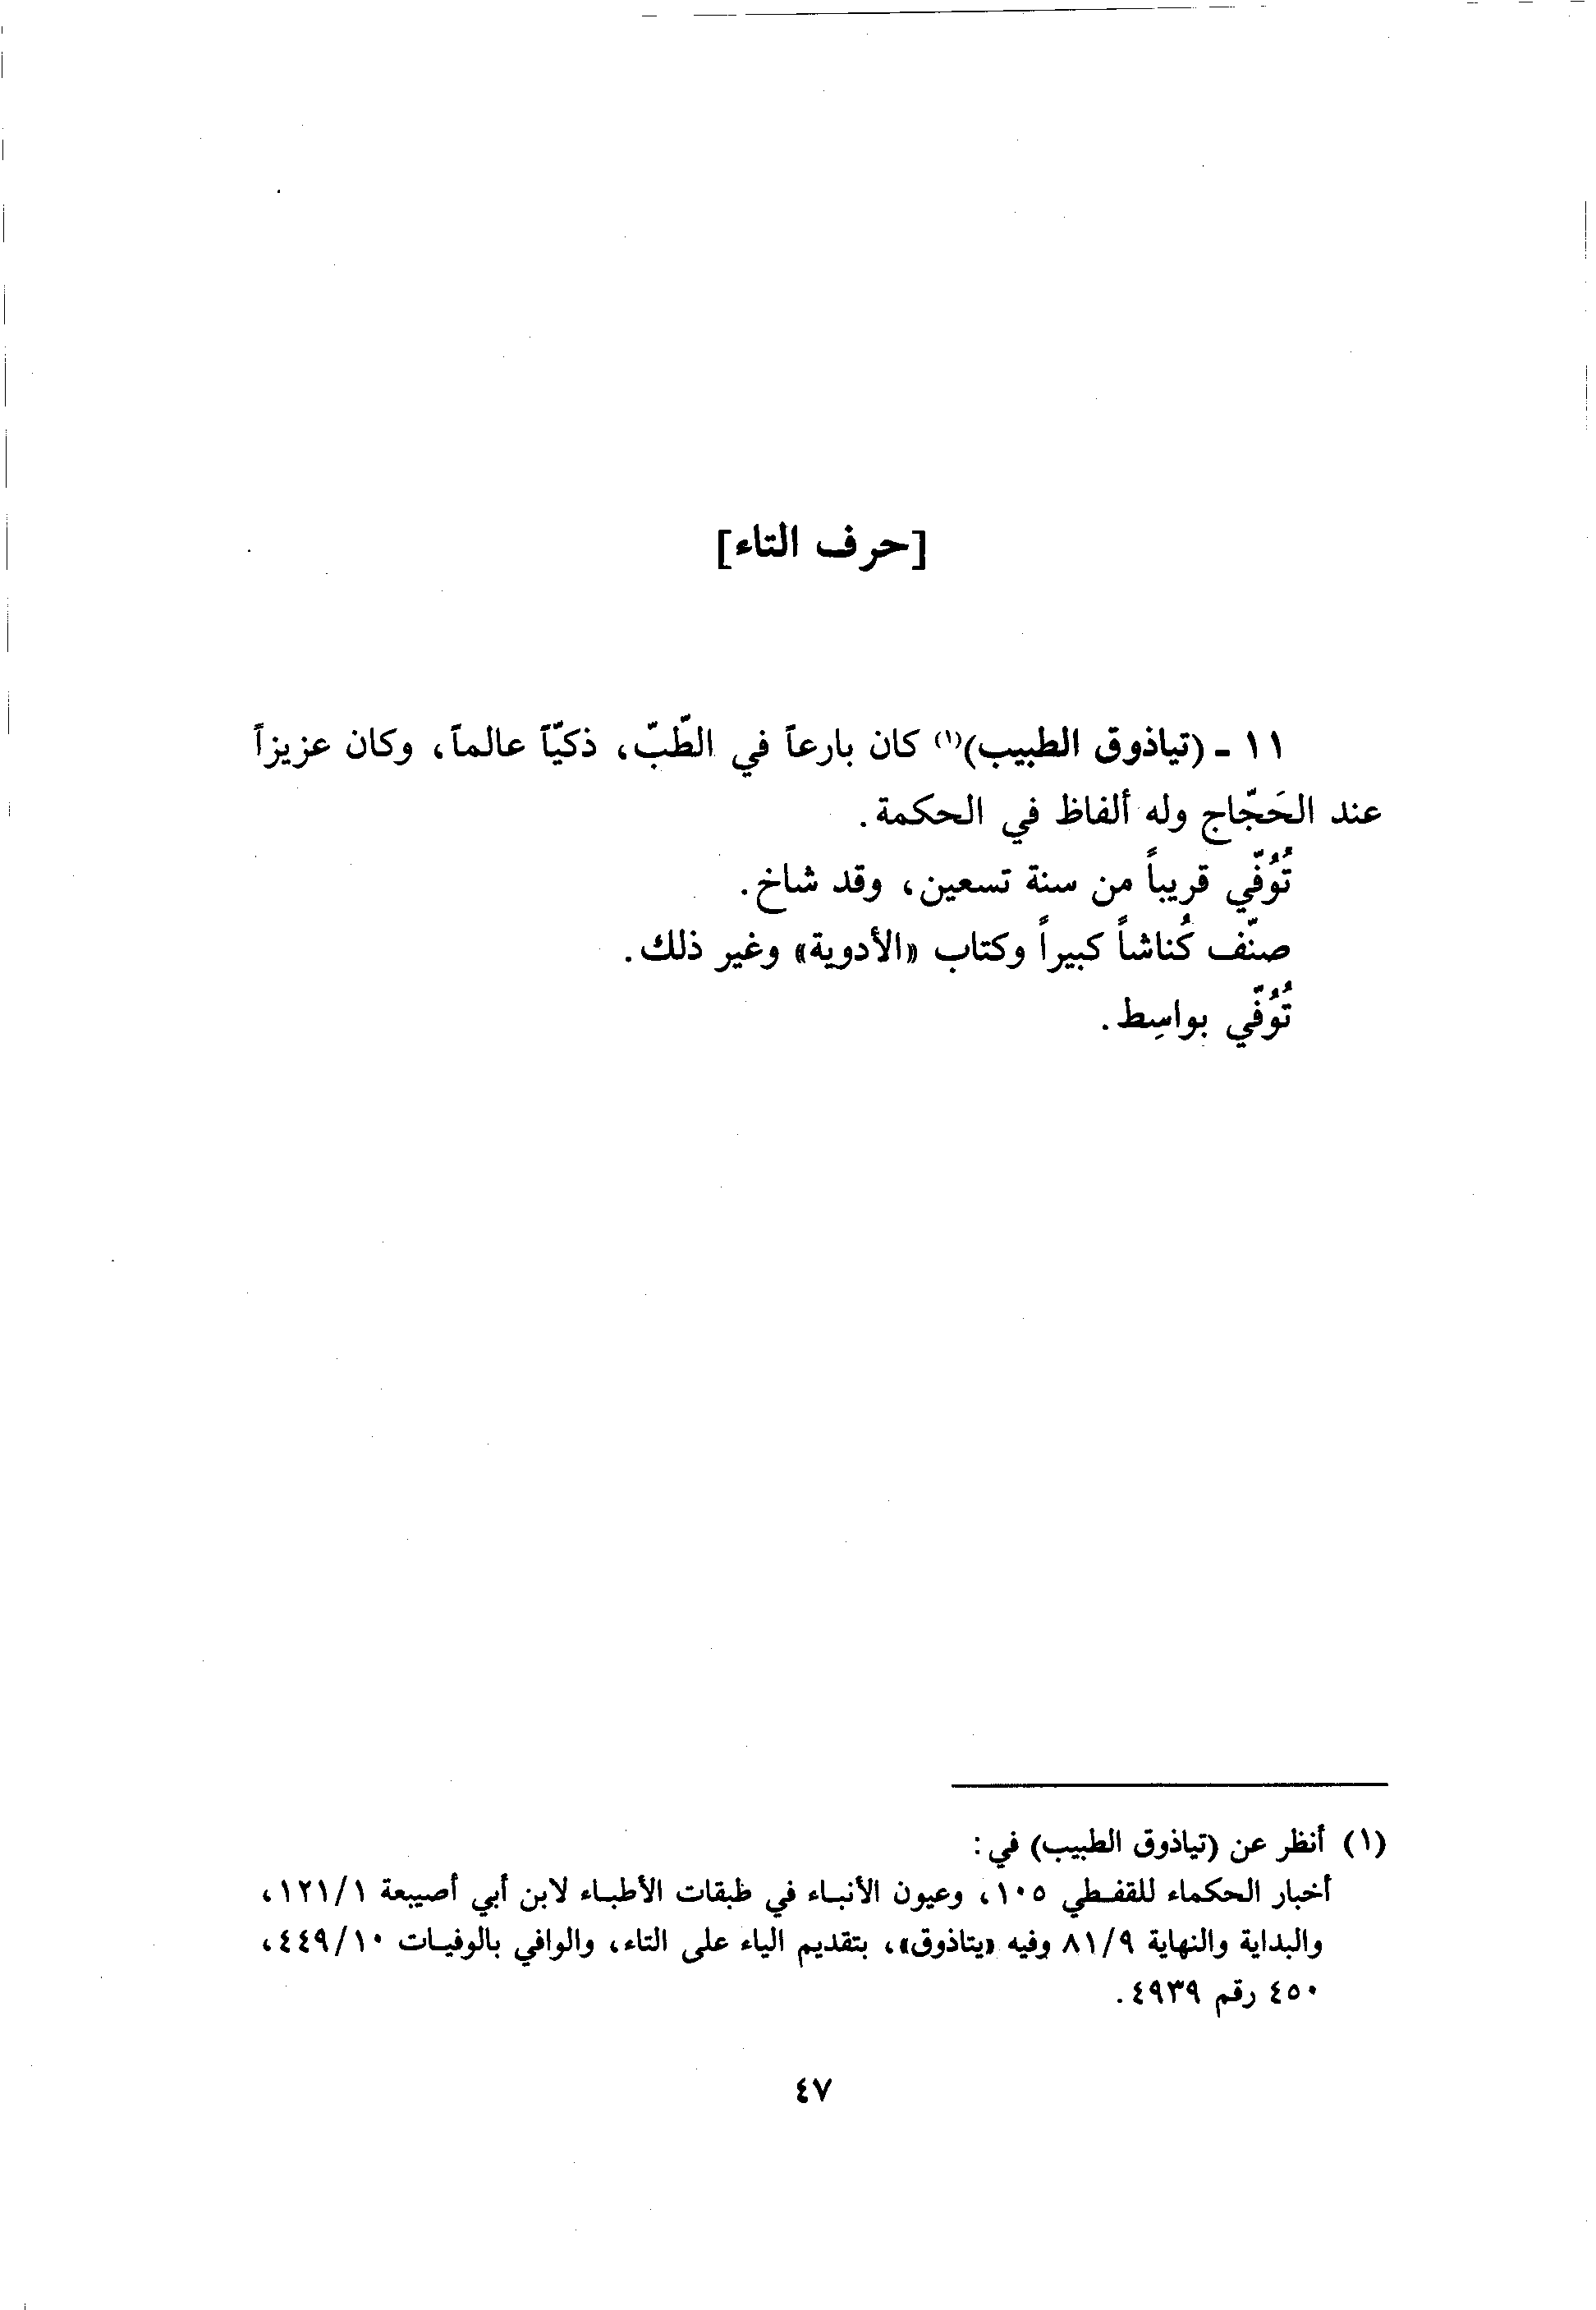 [حرف التاء]
١١ - (تياذوق الطبيب)(١) كان بارعاً في الطّبّ، ذكيّاً عالماً، وكان عزيزاً
عند الحَجّاج وله ألفاظ في الحكمة.
تُوُفّي قريباً من سنة تسعين، وقد شاخ.
صنّف كُناشاً كبيراً وكتاب «الأدوية» وغير ذلك.
تُوُفّي بواسِط.
(١) أنظر عن (تياذوق الطبيب) في:
أخبار الحكماء للقفطي ١٠٥، وعيون الأنباء في طبقات الأطباء لابن أبي أصيبعة ١٢١/١،
والبداية والنهاية ٨١/٩ وفيه «يتاذوق»، بتقديم الياء على التاء، والوافي بالوفيات ٤٤٩/١٠،
٤٥٠ رقم ٤٩٣٩.
٤٧